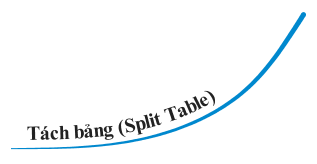 Tách bảng (Split Table)